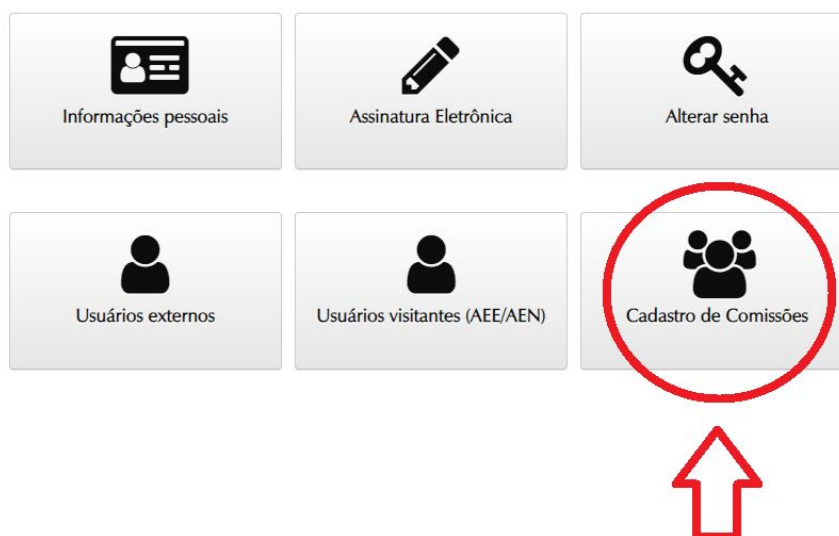 Informações pessoais
Assinatura Eletrônica
Alterar senha
Usuários externos
Usuários visitantes (AEE/AEN)
Cadastro de Comissões